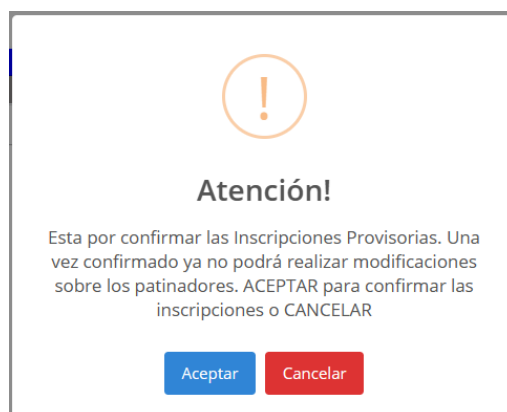 !
Atención!
Esta por confirmar las Inscripciones Provisorias. Una
vez confirmado ya no podrá realizar modificaciones
sobre los patinadores. ACEPTAR para confirmar las
inscripciones o CANCELAR
Aceptar Cancelar